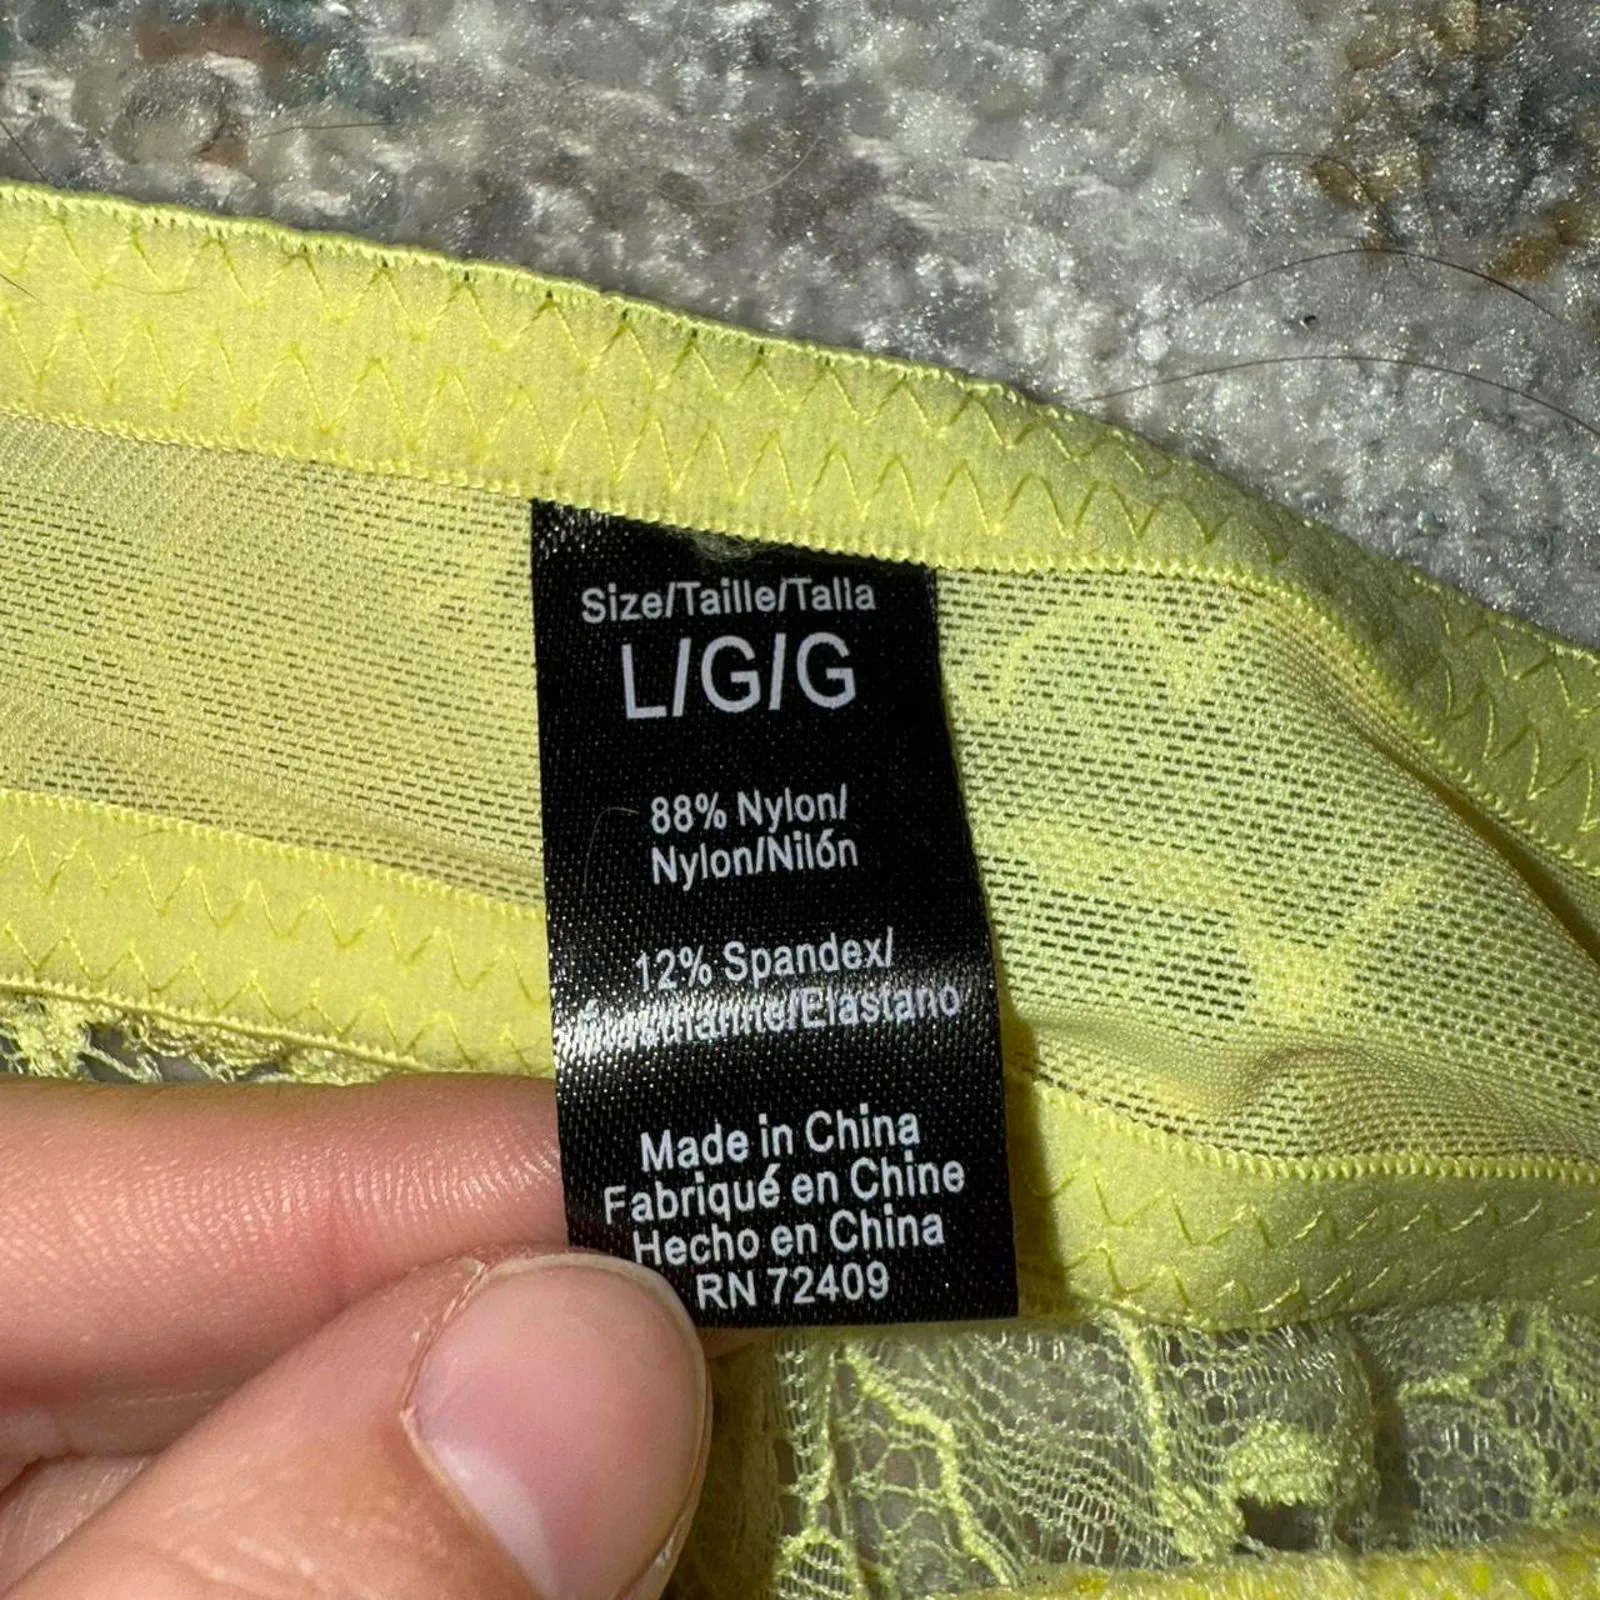 Size/Taille/Talla
L/G/G
88% Nylon/
Nylon/Nilón
12% Spandex/
Élasthanne/Elastano
Made in China
Fabriqué en Chine
Hecho en China
RN 72409